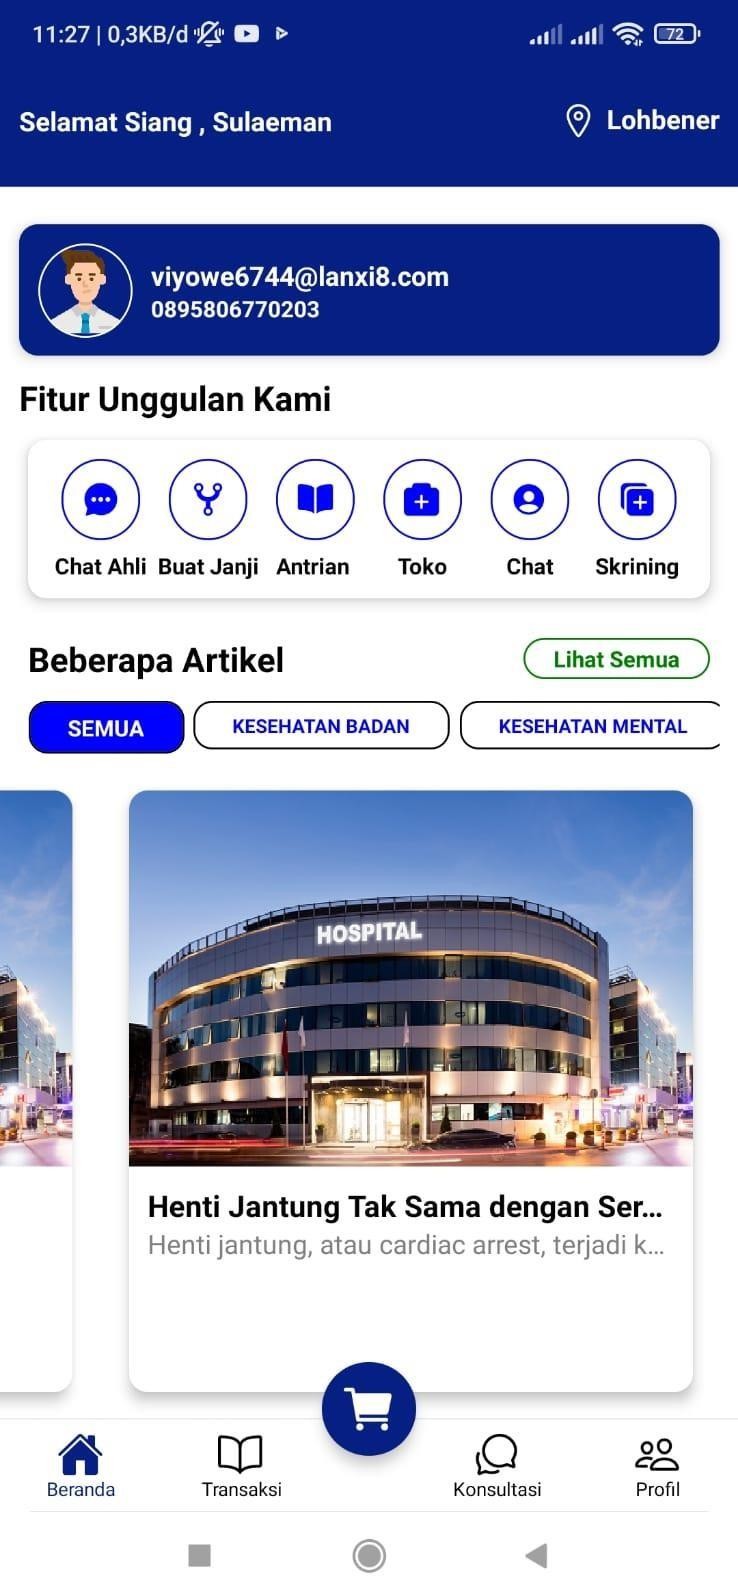 11:27 | 0,3KB/d
72
Selamat Siang , Sulaeman
Lohbener
viyowe6744@lanxi8.com
0895806770203
Fitur Unggulan Kami
Chat Ahli
Buat Janji
Antrian
Toko
Chat
Skrining
Beberapa Artikel
Lihat Semua
SEMUA
KESEHATAN BADAN
KESEHATAN MENTAL
HOSPITAL
H
H
Henti Jantung Tak Sama dengan Ser...
Henti jantung, atau cardiac arrest, terjadi k...
Beranda
Transaksi
Konsultasi
Profil